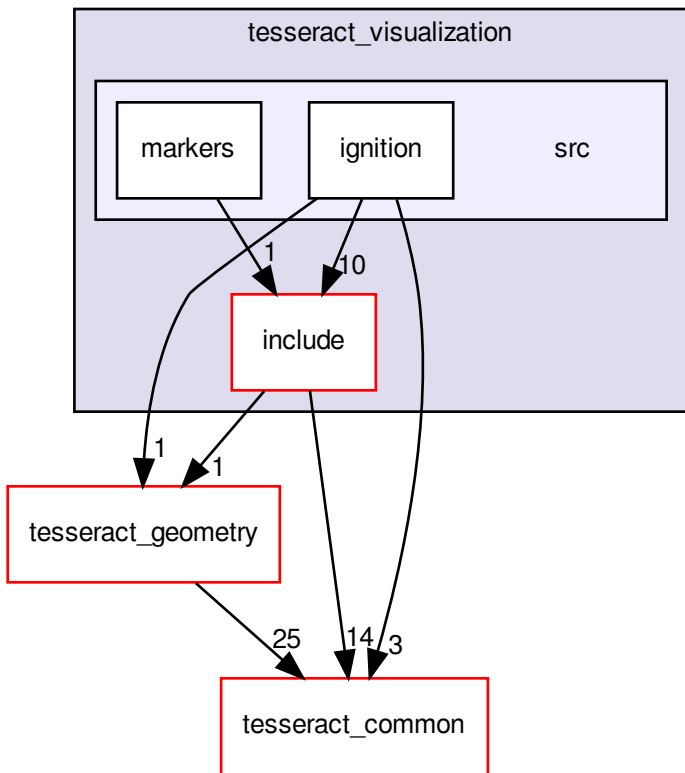 tesseract_visualization
markers
ignition
src
1
10
include
1
1
tesseract_geometry
25
14
3
tesseract_common